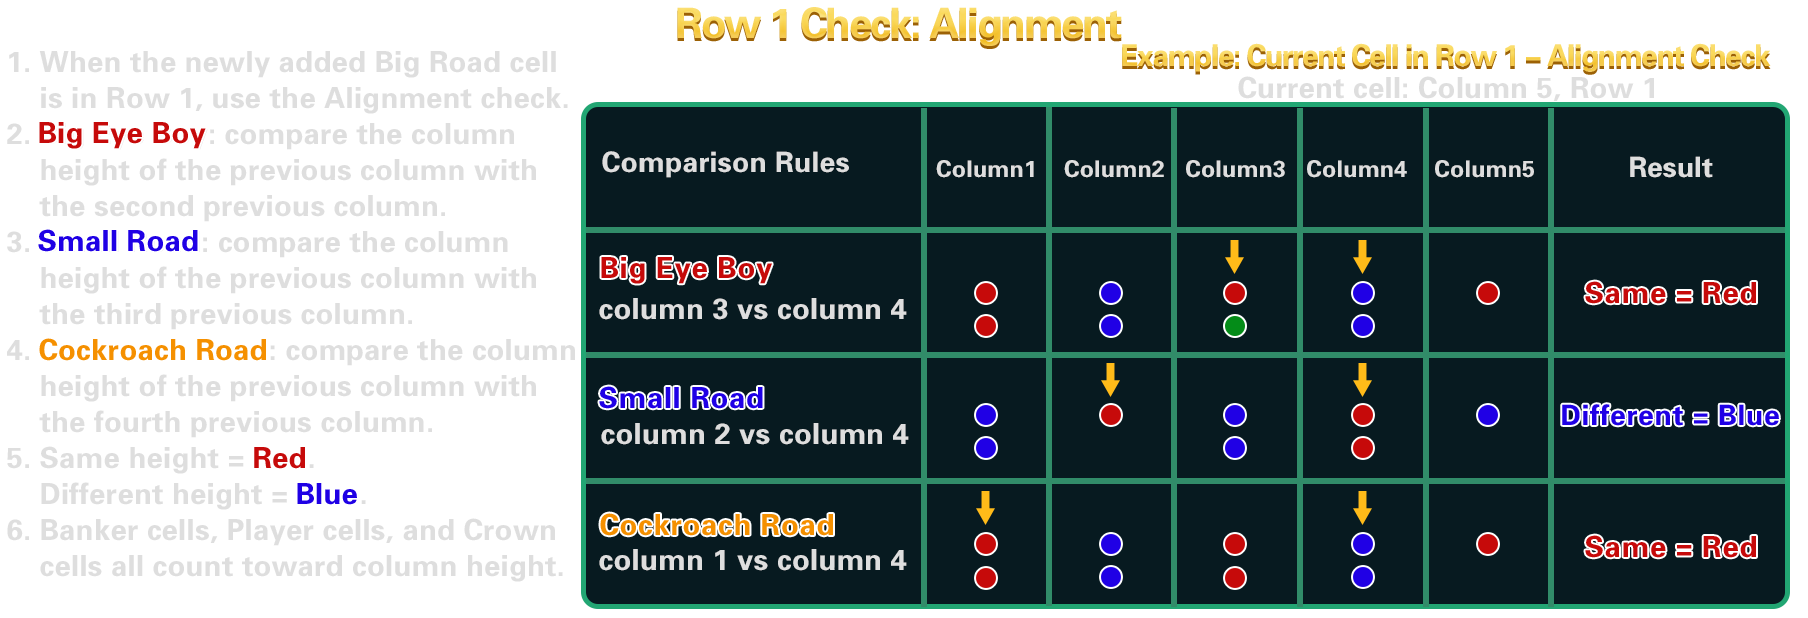 Row 1 Check: Alignment
1. When the newly added Big Road cell
is in Row 1, use the Alignment check.
2. Big Eye Boy: compare the column
height of the previous column with
the second previous column.
3. Small Road: compare the column
height of the previous column with
the third previous column.
4. Cockroach Road: compare the column
height of the previous column with
the fourth previous column.
5. Same height = Red.
Different height = Blue.
6. Banker cells, Player cells, and Crown
cells all count toward column height.
Example: Current Cell in Row 1 – Alignment Check
Current cell: Column 5, Row 1
Comparison Rules Column1 Column2 Column3 Column4 Column5 Result
Big Eye Boy
column 3 vs column 4
Same = Red
Small Road
column 2 vs column 4
Different = Blue
Cockroach Road
column 1 vs column 4
Same = Red